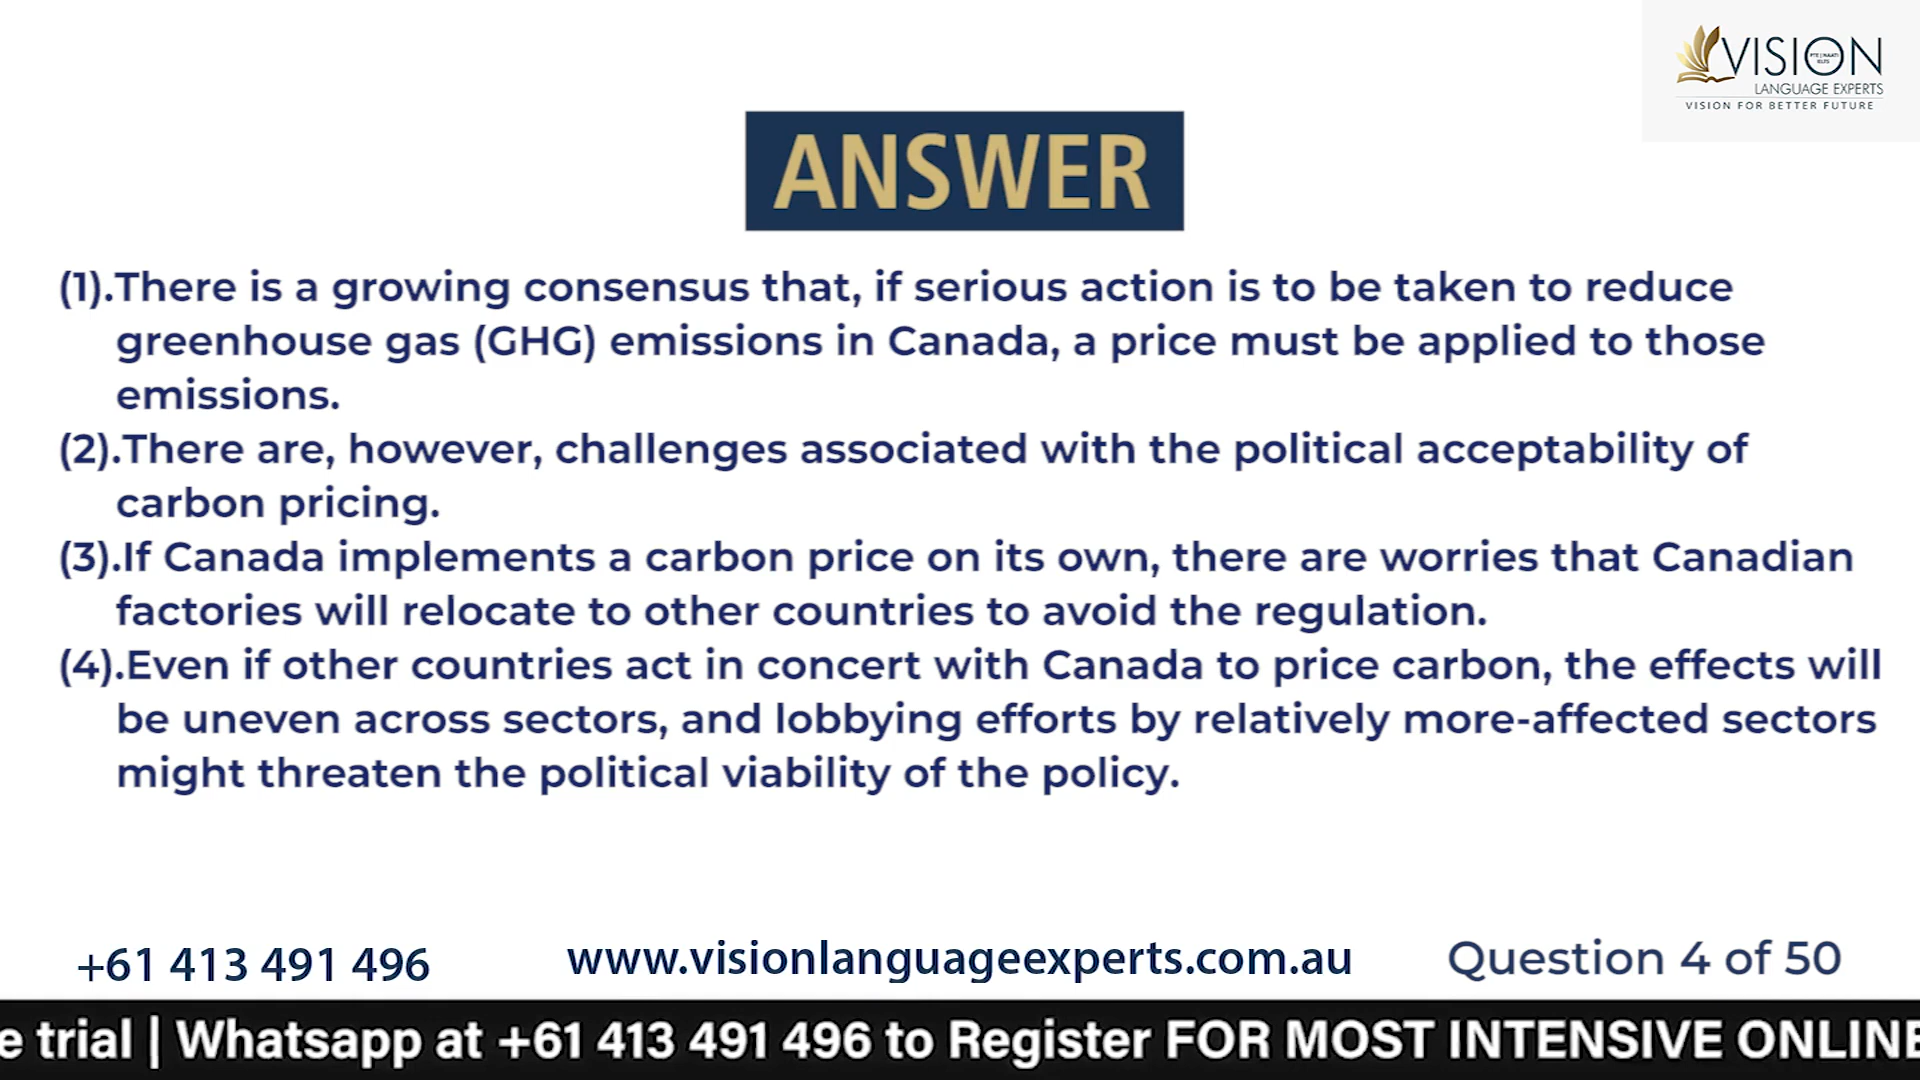 VISION
LANGUAGE EXPERTS
VISION FOR BETTER FUTURE
ANSWER
(1).There is a growing consensus that, if serious action is to be taken to reduce
greenhouse gas (GHG) emissions in Canada, a price must be applied to those
emissions.
(2).There are, however, challenges associated with the political acceptability of
carbon pricing.
(3).If Canada implements a carbon price on its own, there are worries that Canadian
factories will relocate to other countries to avoid the regulation.
(4).Even if other countries act in concert with Canada to price carbon, the effects will
be uneven across sectors, and lobbying efforts by relatively more-affected sectors
might threaten the political viability of the policy.
+61 413 491 496 www.visionlanguageexperts.com.au Question 4 of 50
e trial | Whatsapp at +61 413 491 496 to Register FOR MOST INTENSIVE ONLINE